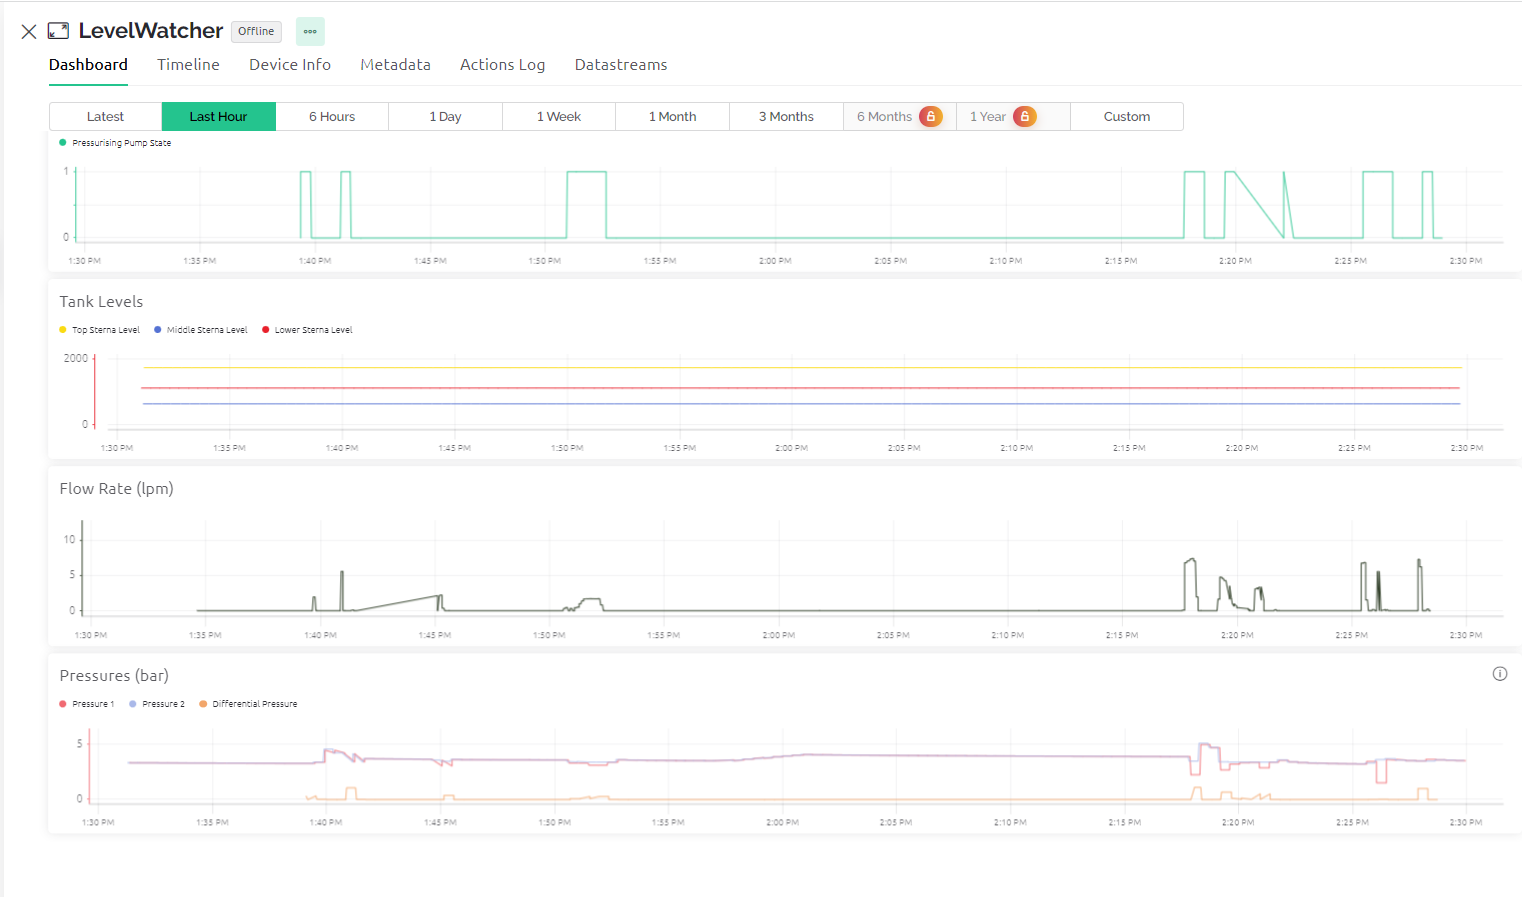 LevelWatcher Offline
Dashboard Timeline Device Info Metadata Actions Log Datastreams
Latest Last Hour 6 Hours 1 Day 1 Week 1 Month 3 Months 6 Months 1 Year Custom
Pressurising Pump State
1
0
1:30 PM 1:35 PM 1:40 PM 1:45 PM 1:50 PM 1:55 PM 2:00 PM 2:05 PM 2:10 PM 2:15 PM 2:20 PM 2:25 PM 2:30 PM
Tank Levels
Top Sterna Level Middle Sterna Level Lower Sterna Level
2000
0
1:30 PM 1:35 PM 1:40 PM 1:45 PM 1:50 PM 1:55 PM 2:00 PM 2:05 PM 2:10 PM 2:15 PM 2:20 PM 2:25 PM 2:30 PM
Flow Rate (lpm)
10
5
0
1:30 PM 1:35 PM 1:40 PM 1:45 PM 1:50 PM 1:55 PM 2:00 PM 2:05 PM 2:10 PM 2:15 PM 2:20 PM 2:25 PM 2:30 PM
Pressures (bar)
Pressure 1 Pressure 2 Differential Pressure
5
0
1:30 PM 1:35 PM 1:40 PM 1:45 PM 1:50 PM 1:55 PM 2:00 PM 2:05 PM 2:10 PM 2:15 PM 2:20 PM 2:25 PM 2:30 PM